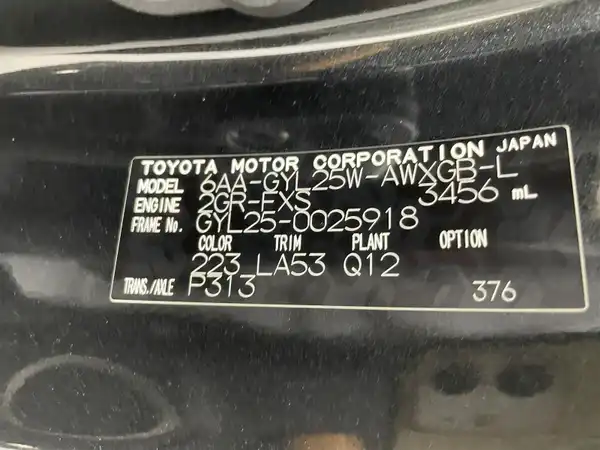 TOYOTA MOTOR CORPORATION JAPAN
MODEL 6AA-GYL25W-AWXGB-L
ENGINE 2GR-FXS 3456 mL
FRAME No. GYL25-0025918
COLOR TRIM PLANT OPTION
223 LA53 Q12
TRANS./AXLE P313 376